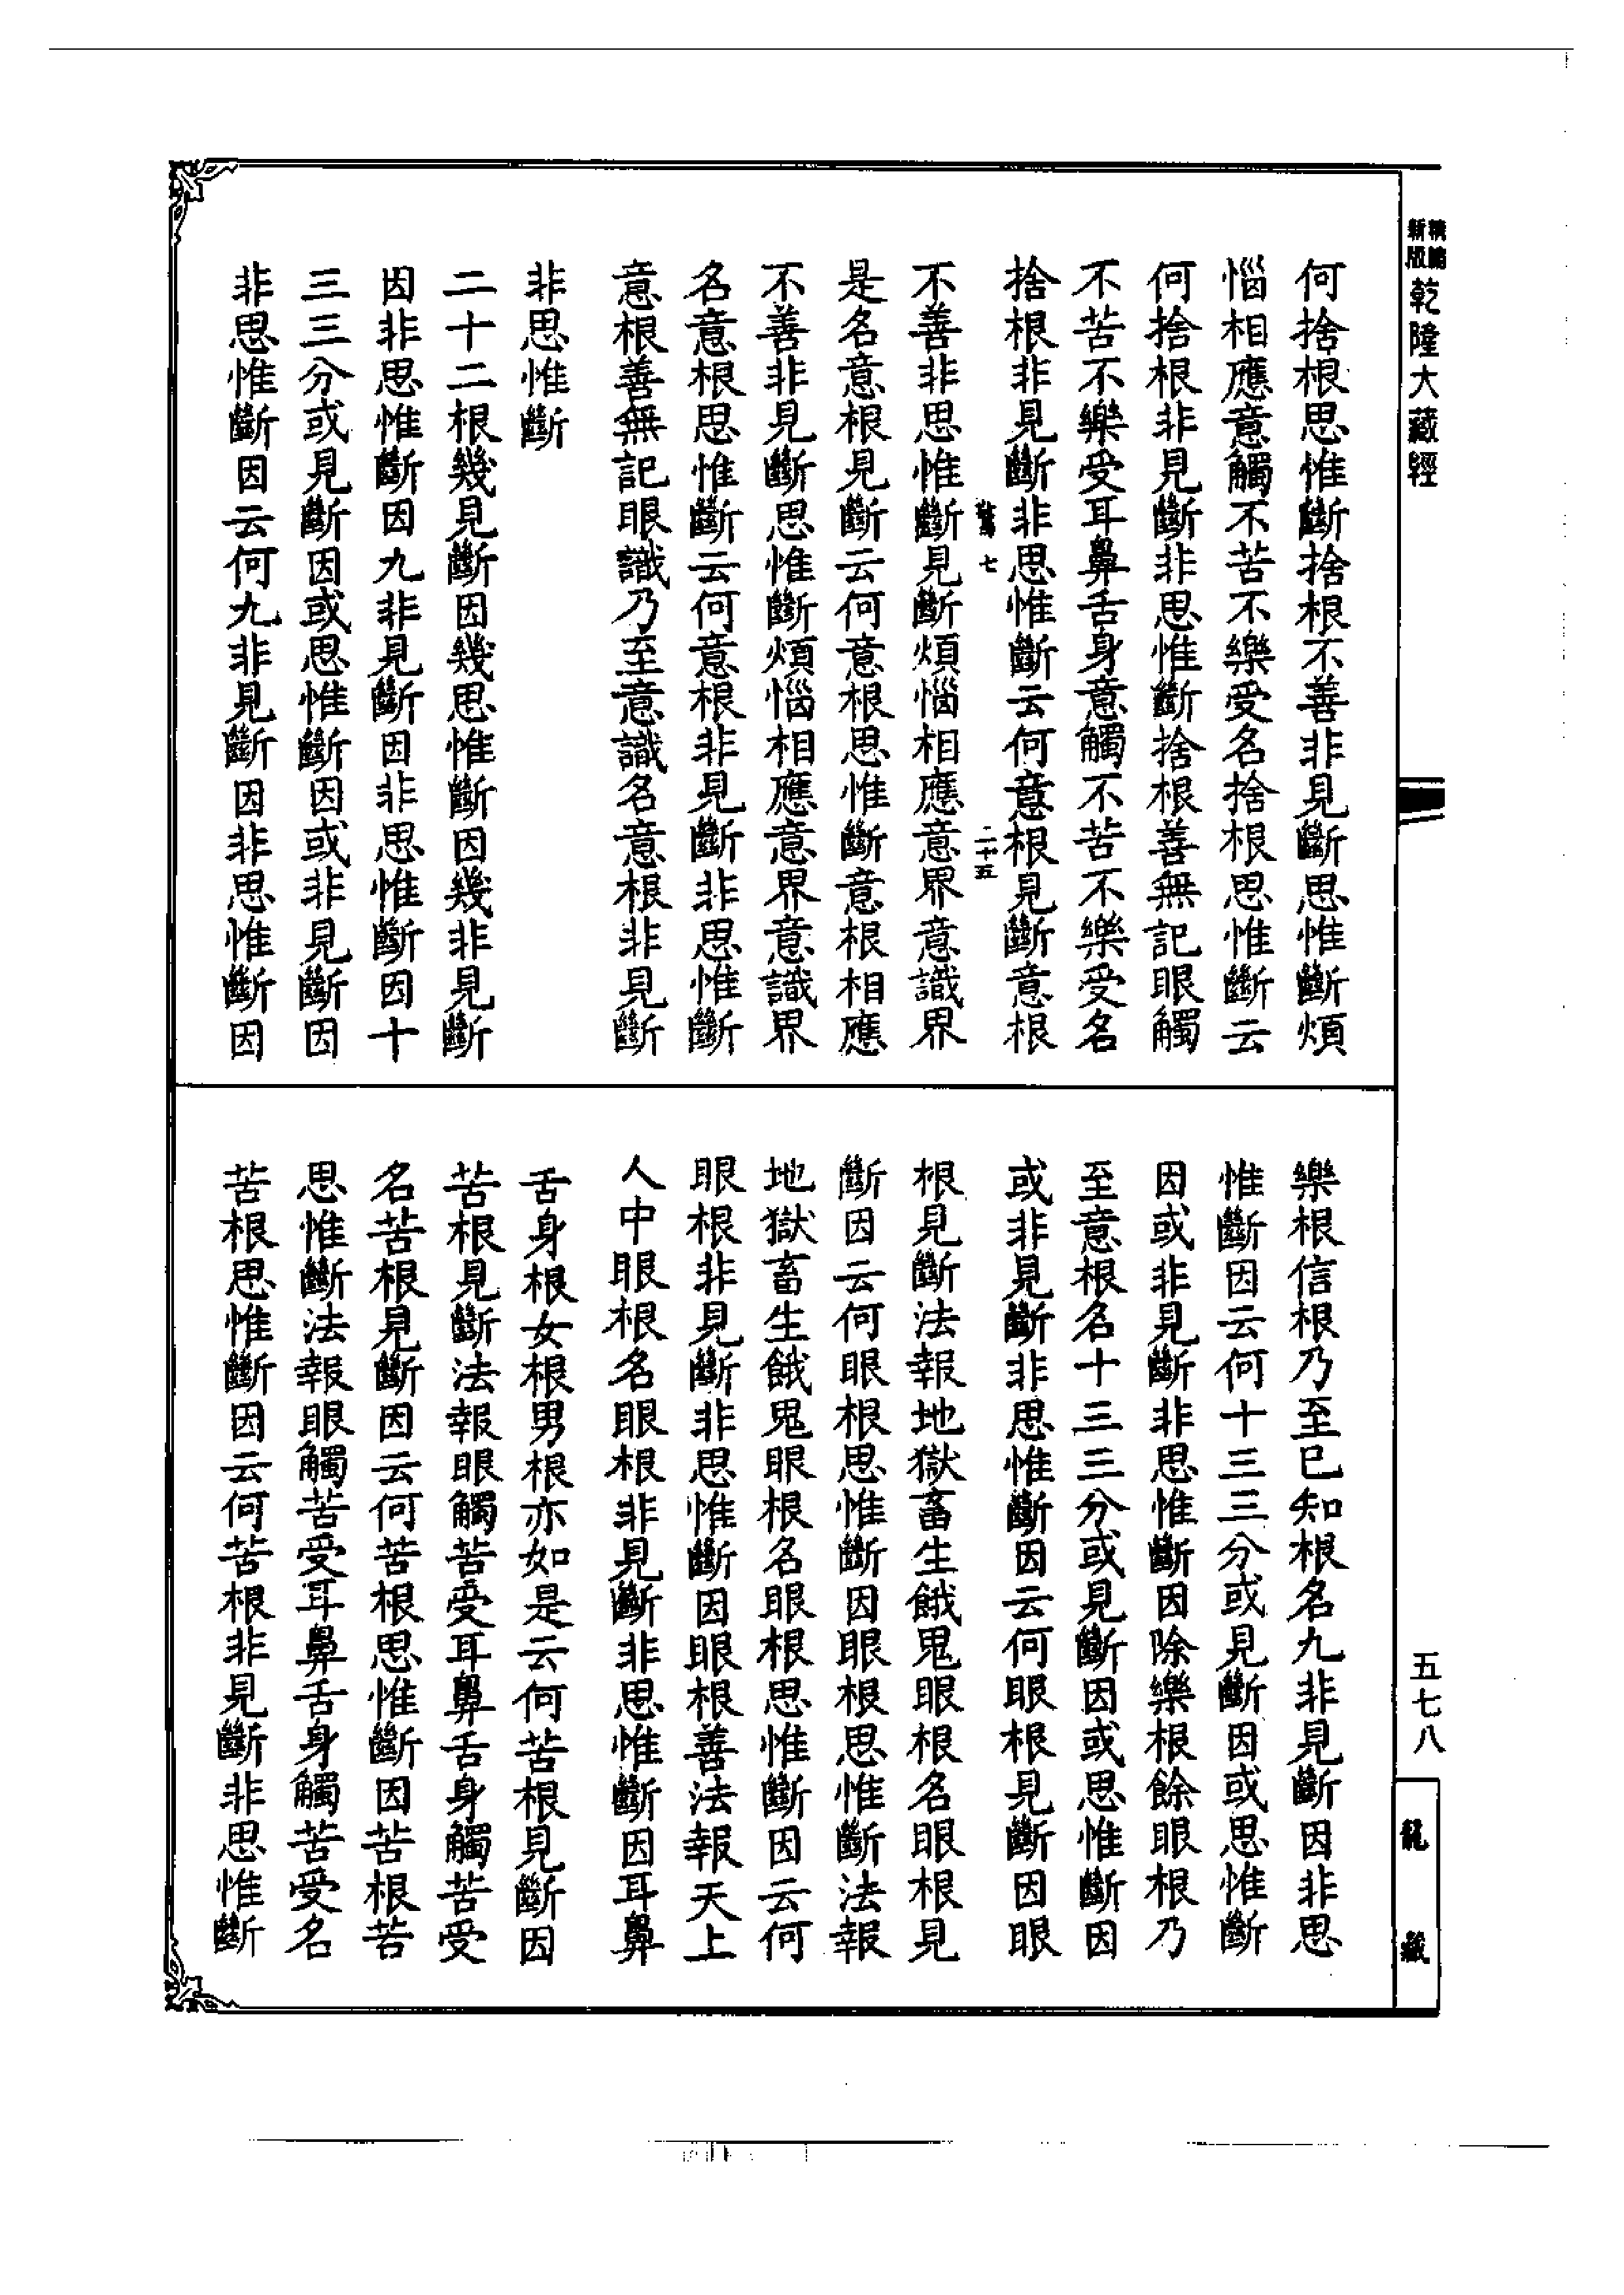 新版
精編
乾隆大藏經
何捨根思惟斷捨根不善非見斷思惟斷煩
惱相應意觸不苦不樂受名捨根思惟斷云
何捨根非見斷非思惟斷捨根善無記眼觸
不苦不樂受耳鼻舌身意觸不苦不樂受名
捨根非見斷非思惟斷云何意根見斷意根
七
二十五
不善非思惟斷見斷煩惱相應意界意識界
是名意根見斷云何意根思惟斷意根相應
不善非見斷思惟斷煩惱相應意界意識界
名意根思惟斷云何意根非見斷非思惟斷
意根善無記眼識乃至意識名意根非見斷
非思惟斷
二十二根幾見斷因幾思惟斷因幾非見斷
因非思惟斷因九非見斷因非思惟斷因十
三三分或見斷因或思惟斷因或非見斷因
非思惟斷因云何九非見斷因非思惟斷因
樂根信根乃至已知根名九非見斷因非思
惟斷因云何十三三分或見斷因或思惟斷
因或非見斷非思惟斷因除樂根餘眼根乃
至意根名十三三分或見斷因或思惟斷因
或非見斷非思惟斷因云何眼根見斷因眼
根見斷法報地獄畜生餓鬼眼根名眼根見
斷因云何眼根思惟斷因眼根思惟斷法報
地獄畜生餓鬼眼根名眼根思惟斷因云何
眼根非見斷非思惟斷因眼根善法報天上
人中眼根名眼根非見斷非思惟斷因耳鼻
舌身根女根男根亦如是云何苦根見斷因
苦根見斷法報眼觸苦受耳鼻舌身觸苦受
名苦根見斷因云何苦根思惟斷因苦根苦
思惟斷法報眼觸苦受耳鼻舌身觸苦受名
苦根思惟斷因云何苦根非見斷非思惟斷
五七八
龍藏